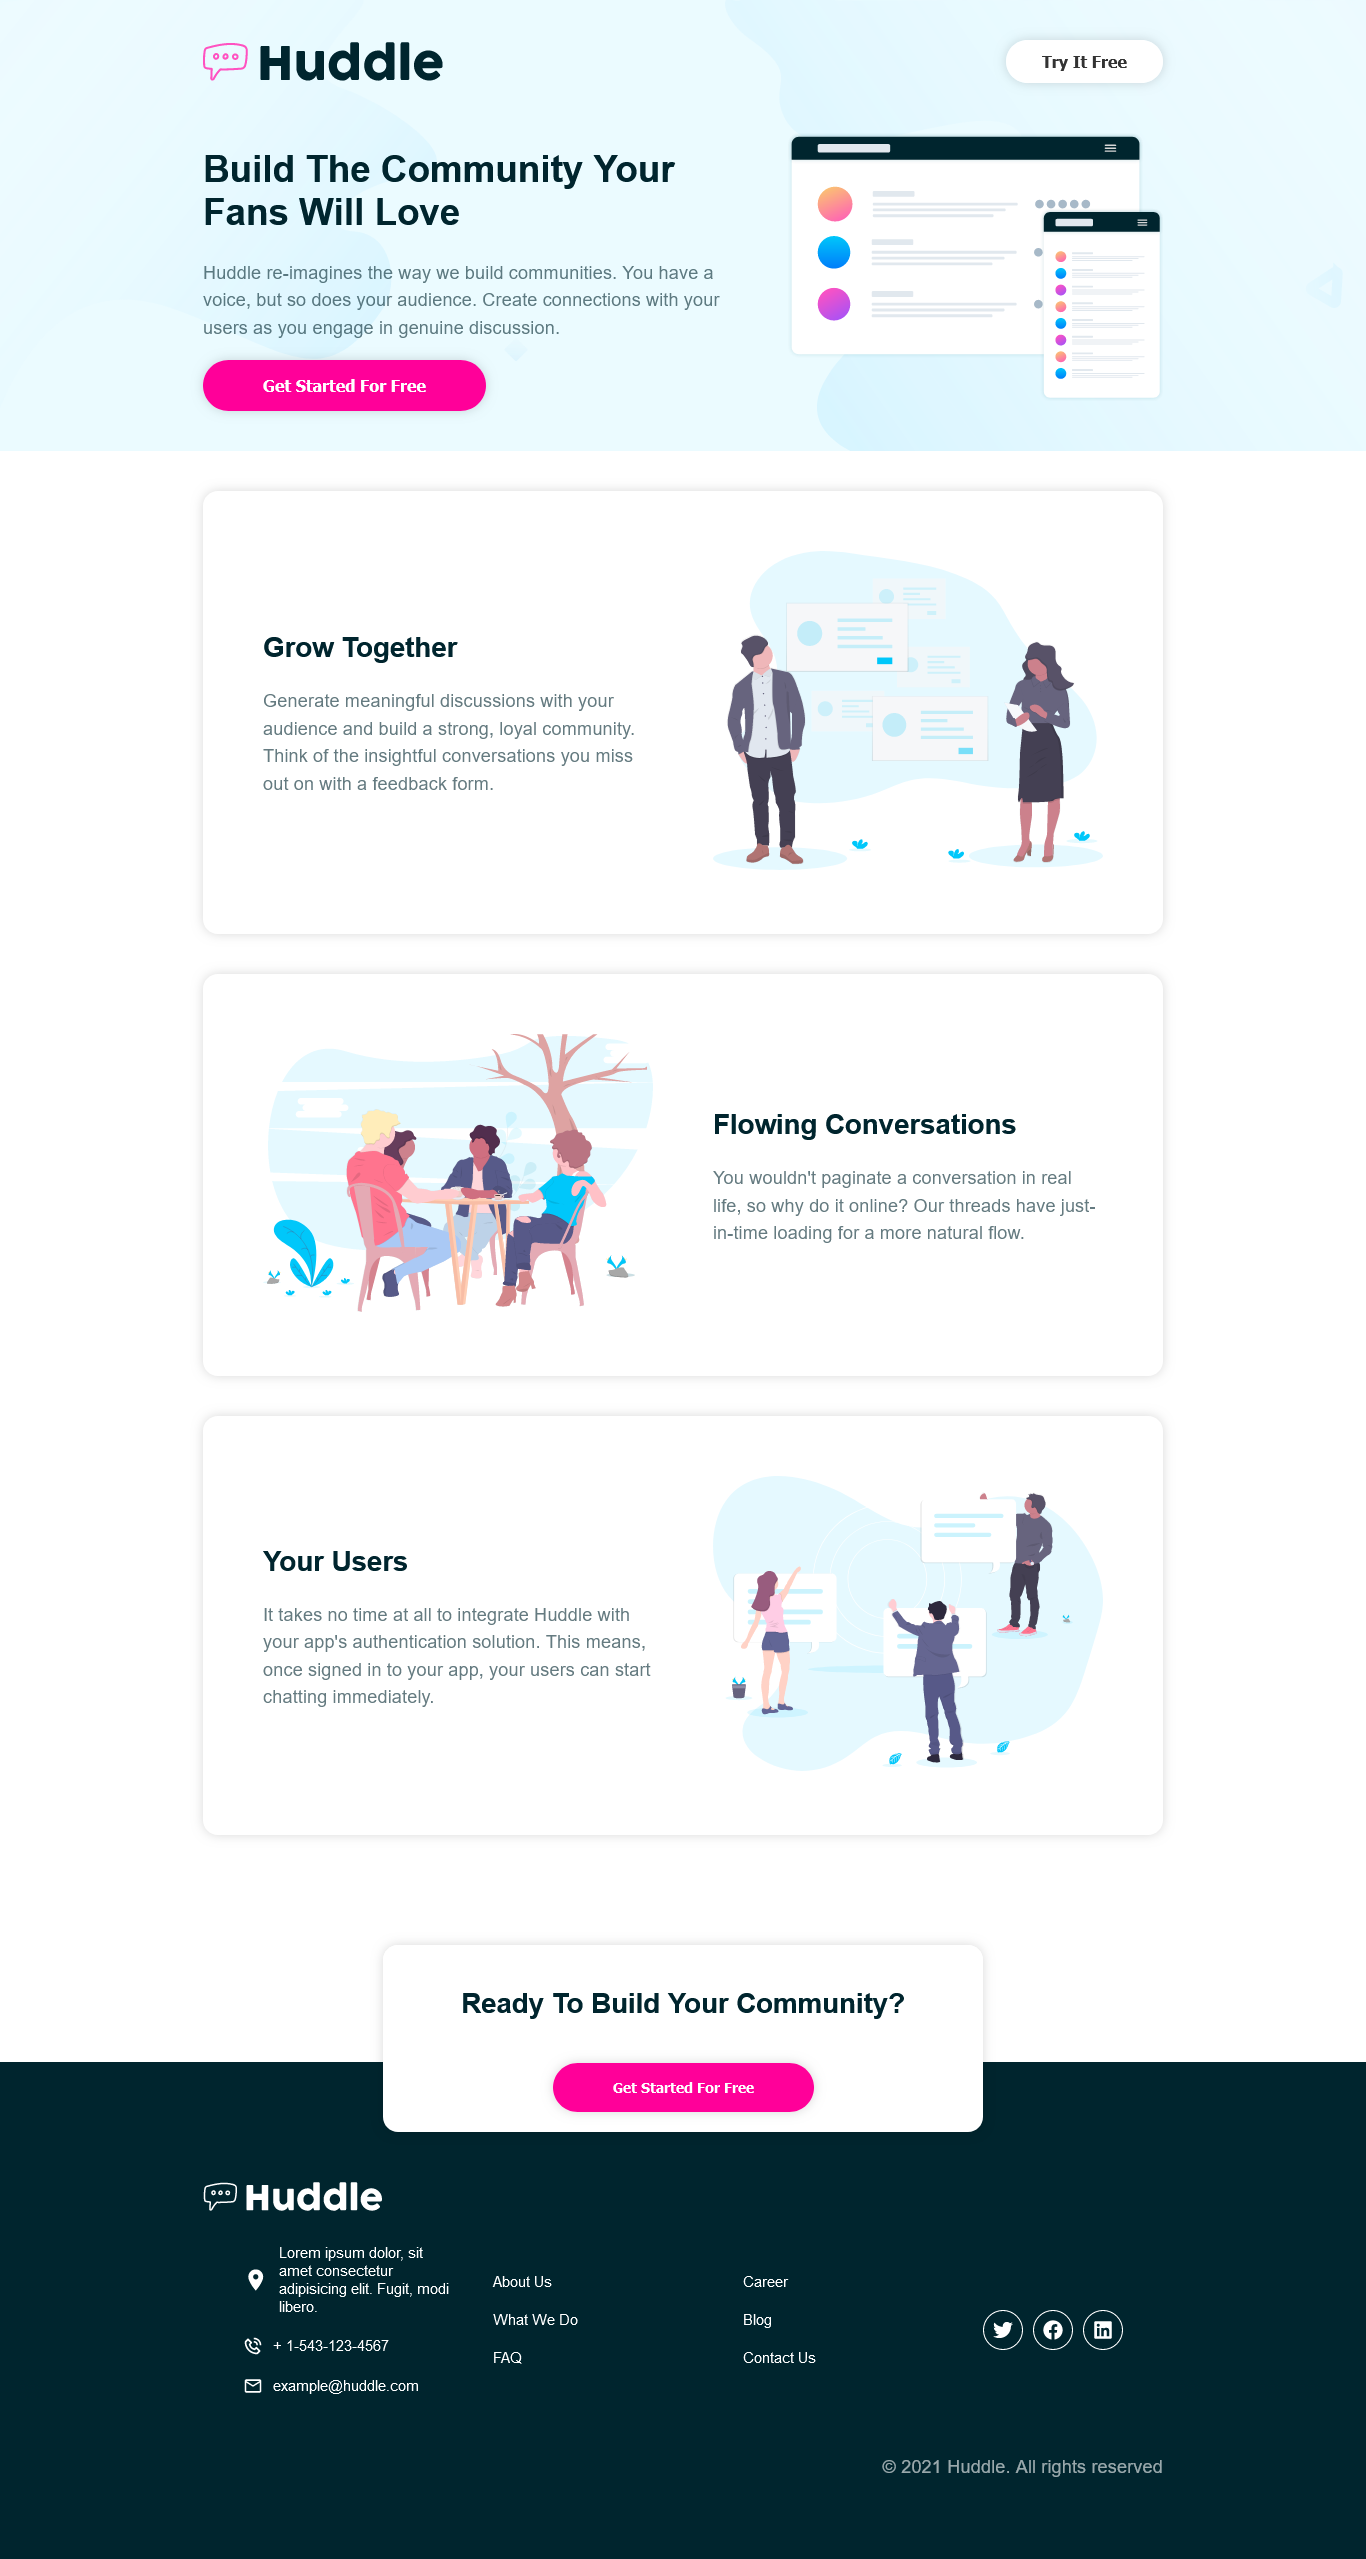 Huddle
Try It Free
Build The Community Your
Fans Will Love
Huddle re-imagines the way we build communities. You have a
voice, but so does your audience. Create connections with your
users as you engage in genuine discussion.
Get Started For Free
Grow Together
Generate meaningful discussions with your
audience and build a strong, loyal community.
Think of the insightful conversations you miss
out on with a feedback form.
Flowing Conversations
You wouldn't paginate a conversation in real
life, so why do it online? Our threads have just-
in-time loading for a more natural flow.
Your Users
It takes no time at all to integrate Huddle with
your app's authentication solution. This means,
once signed in to your app, your users can start
chatting immediately.
Ready To Build Your Community?
Get Started For Free
Huddle
Lorem ipsum dolor, sit
amet consectetur
adipisicing elit. Fugit, modi
libero.
+ 1-543-123-4567
example@huddle.com
About Us
What We Do
FAQ
Career
Blog
Contact Us
© 2021 Huddle. All rights reserved